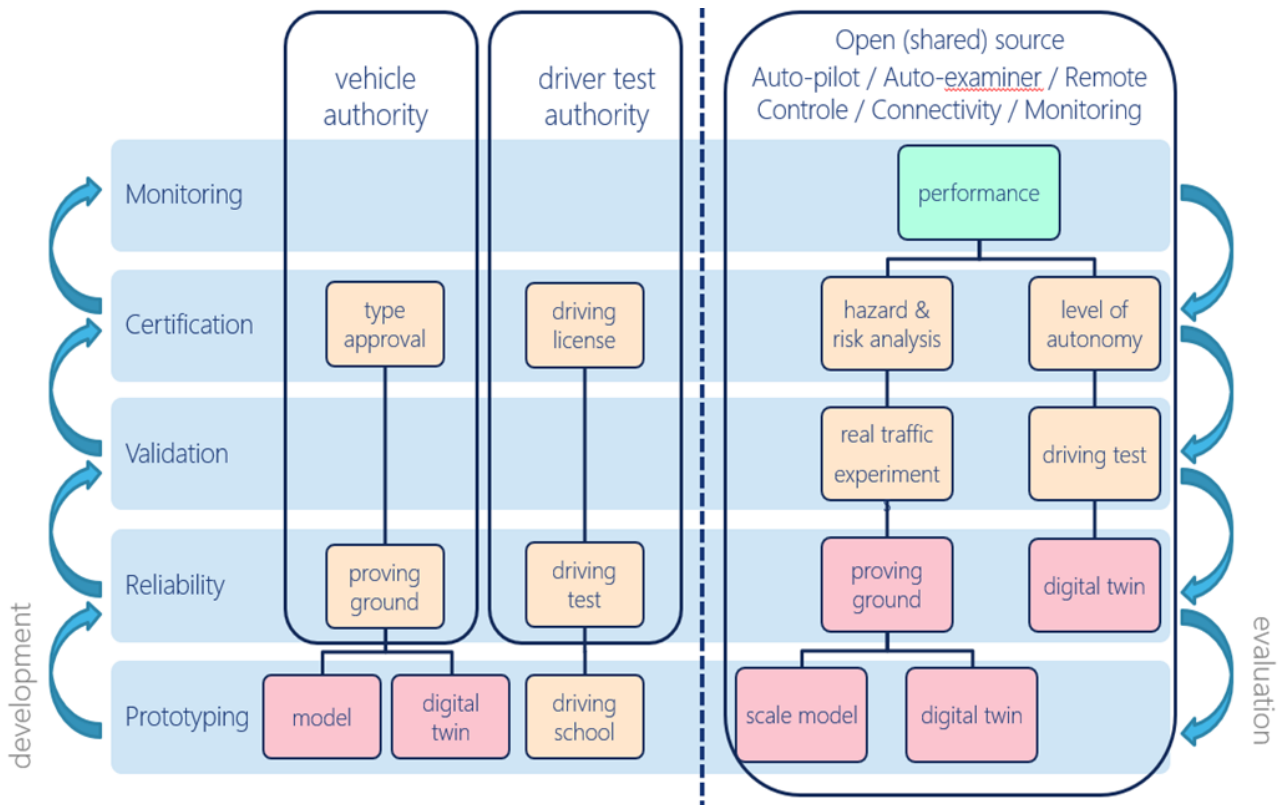 vehicle
authority
driver test
authority
Open (shared) source
Auto-pilot / Auto-examiner / Remote
Controle / Connectivity / Monitoring
Monitoring
performance
Certification
type
approval
driving
license
hazard &
risk analysis
level of
autonomy
Validation
real traffic
experiment
s
driving test
Reliability
proving
ground
driving
test
proving
ground
digital twin
Prototyping
model
digital
twin
driving
school
scale model
digital twin
development
evaluation